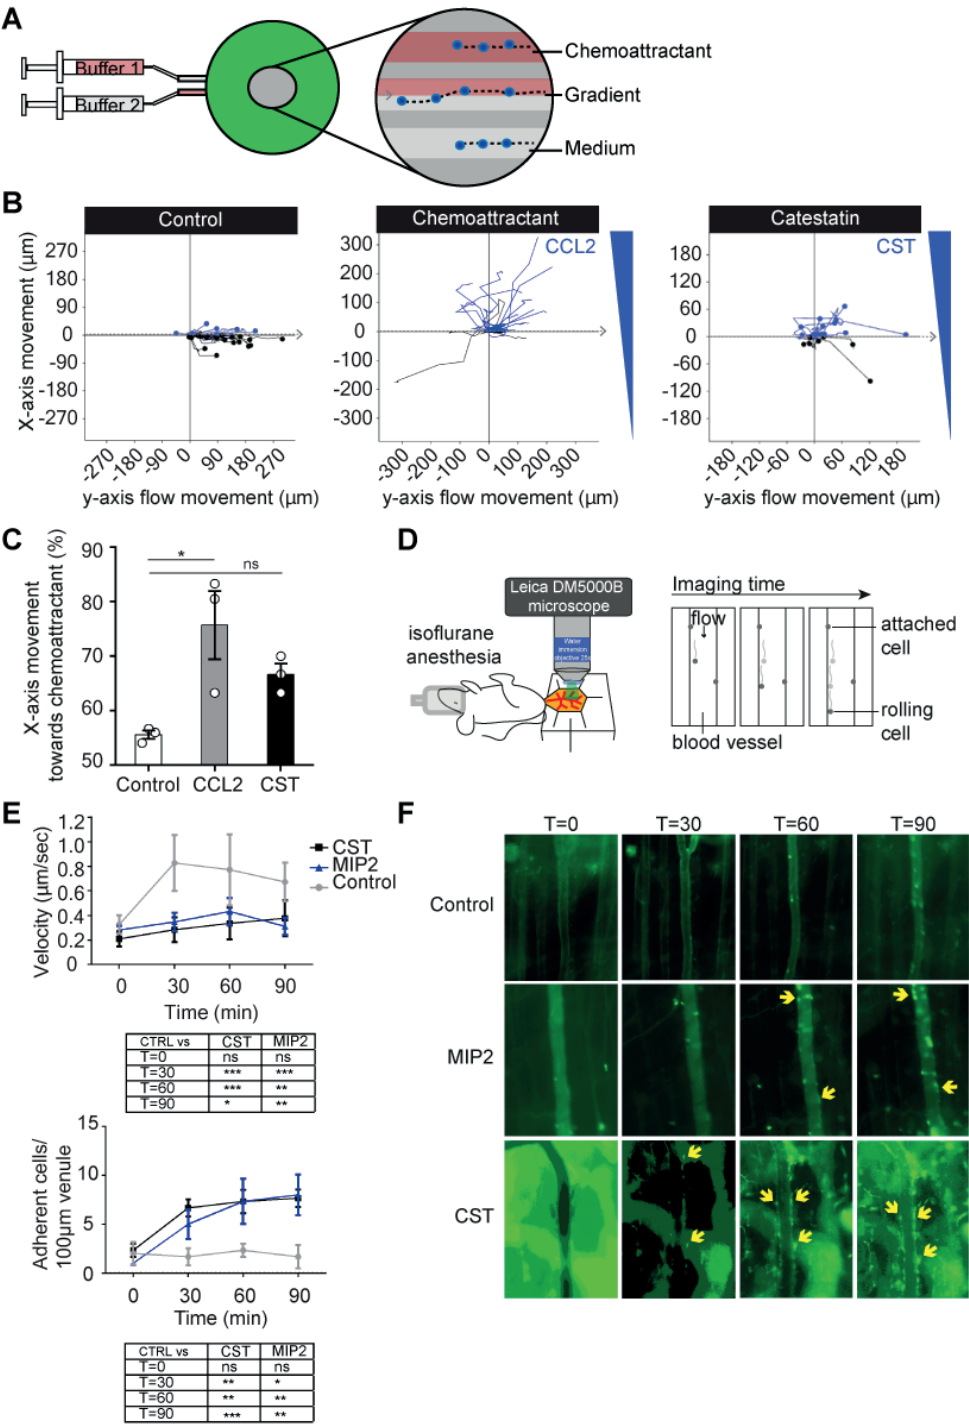 A
Buffer 1
Buffer 2
Chemoattractant
Gradient
Medium
B
Control
X-axis movement (µm)
270
180
90
0
-90
-180
-270
-270 -180 -90 0 90 180 270
y-axis flow movement (µm)
Chemoattractant
CCL2
300
200
100
0
-100
-200
-300
-300 -200 -100 0 100 200 300
y-axis flow movement (µm)
Catestatin
CST
180
120
60
0
-60
-120
-180
-180 -120 -60 0 60 120 180
y-axis flow movement (µm)
C
X-axis movement
towards chemoattractant (%)
90
80
70
60
50
*
ns
Control CCL2 CST
D
Leica DM5000B
microscope
Water
immersion
objective 25x
isoflurane
anesthesia
Imaging time
flow
attached
cell
rolling
cell
blood vessel
E
Velocity (µm/sec)
1.2
1.0
0.8
0.6
0.4
0.2
0
0 30 60 90
Time (min)
CST
MIP2
Control
CTRL vs CST MIP2
T=0 ns ns
T=30 *** ***
T=60 *** **
T=90 * **
Adherent cells/
100µm venule
15
10
5
0
0 30 60 90
Time (min)
CTRL vs CST MIP2
T=0 ns ns
T=30 ** *
T=60 ** **
T=90 *** **
F
T=0 T=30 T=60 T=90
Control
MIP2
CST